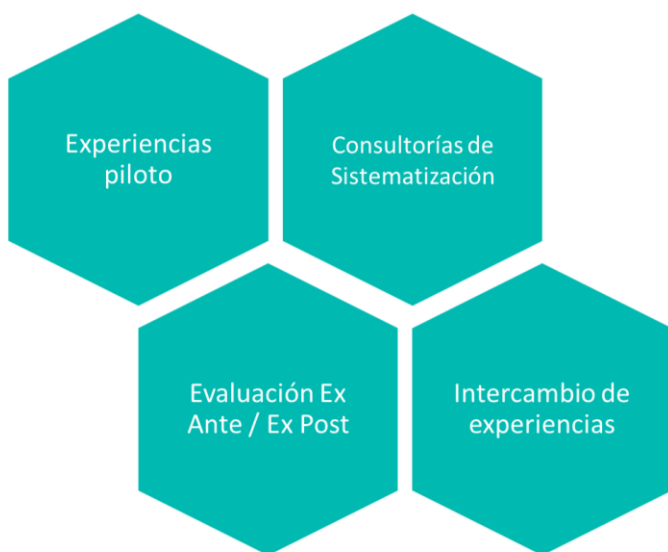 Experiencias
piloto
Consultorías de
Sistematización
Evaluación Ex
Ante / Ex Post
Intercambio de
experiencias